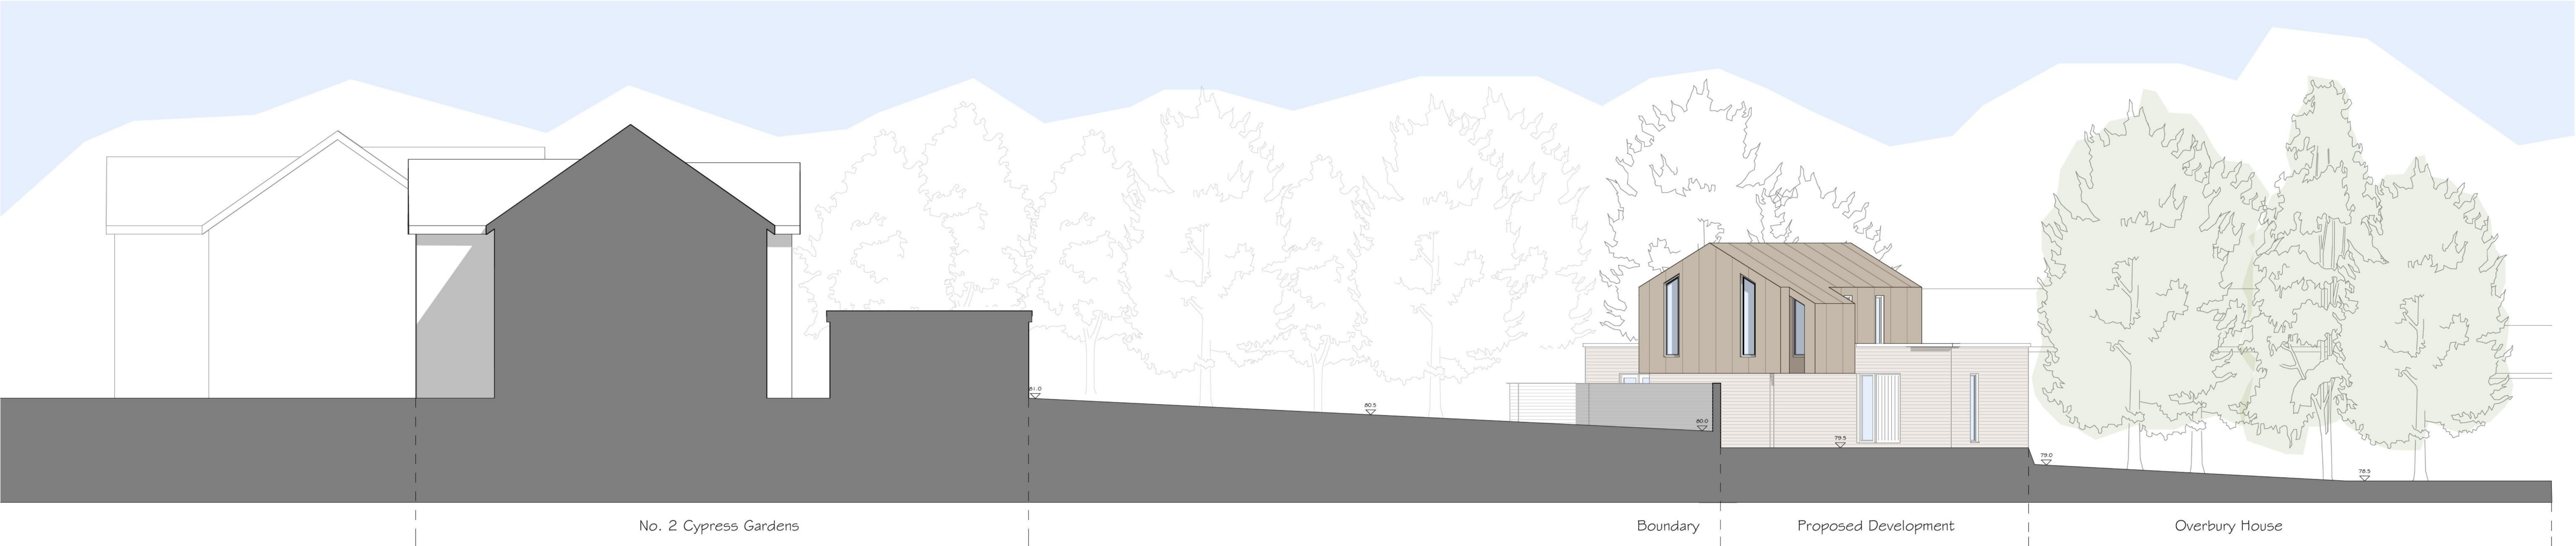 81.0
80.5
80.0
79.5
79.0
78.5
No. 2 Cypress Gardens
Boundary
Proposed Development
Overbury House